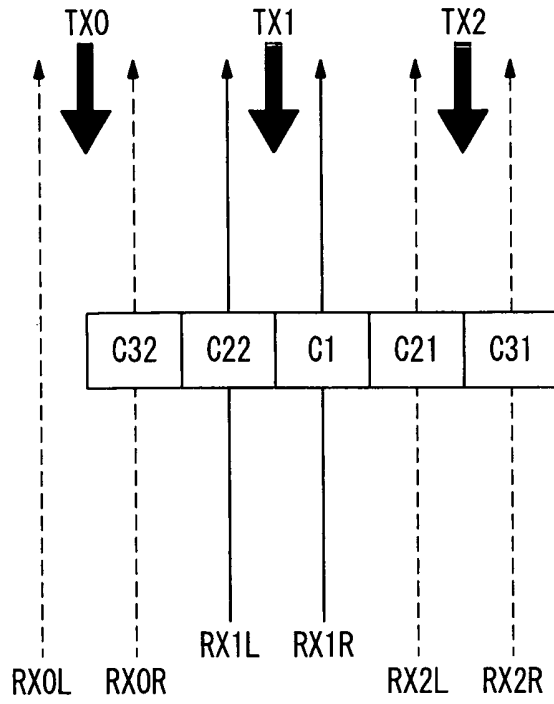 TX0 TX1 TX2
C32 C22 C1 C21 C31
RX1L RX1R
RX0L RX0R RX2L RX2R